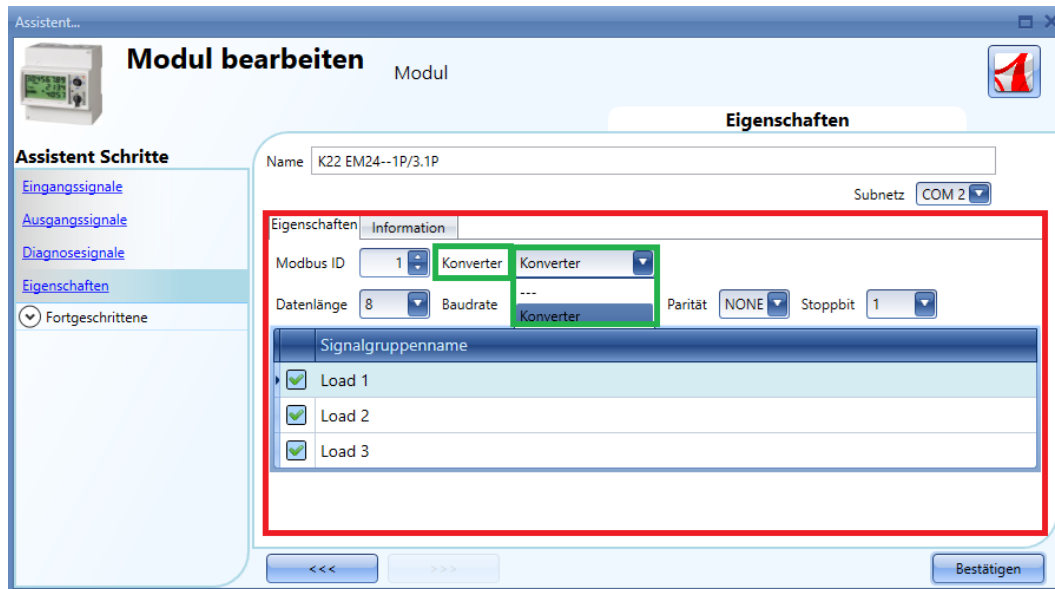 Assistent...
Modul bearbeiten
Modul
Eigenschaften
Assistent Schritte
Eingangssignale
Ausgangssignale
Diagnosesignale
Eigenschaften
Fortgeschrittene
Name K22 EM24--1P/3.1P
Subnetz COM 2
Eigenschaften Information
Modbus ID 1 Konverter Konverter
---
Datenlänge 8 Baudrate Konverter Parität NONE Stoppbit 1
Signalgruppenname
Load 1
Load 2
Load 3
<<< >>> Bestätigen